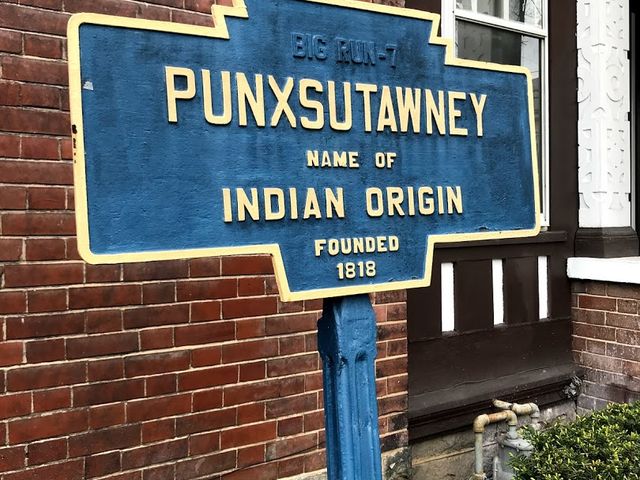 BIG RUN-7
PUNXSUTAWNEY
NAME OF
INDIAN ORIGIN
FOUNDED
1818